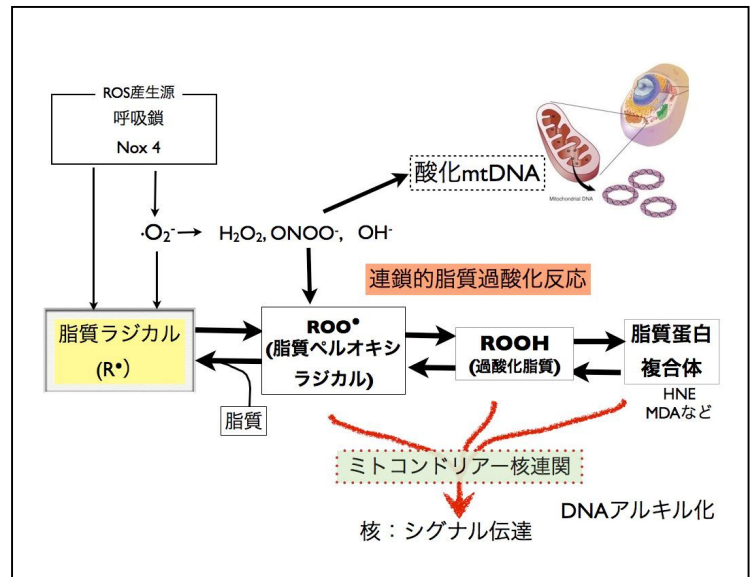 ROS産生源
呼吸鎖
Nox 4
酸化mtDNA
Mitochondrial DNA
·O₂⁻
H₂O₂, ONOO⁻, OH⁻
連鎖的脂質過酸化反応
脂質ラジカル
(R•)
ROO•
(脂質ペルオキシ
ラジカル)
ROOH
(過酸化脂質)
脂質蛋白
複合体
HNE
MDAなど
脂質
ミトコンドリアー核連関
DNAアルキル化
核：シグナル伝達